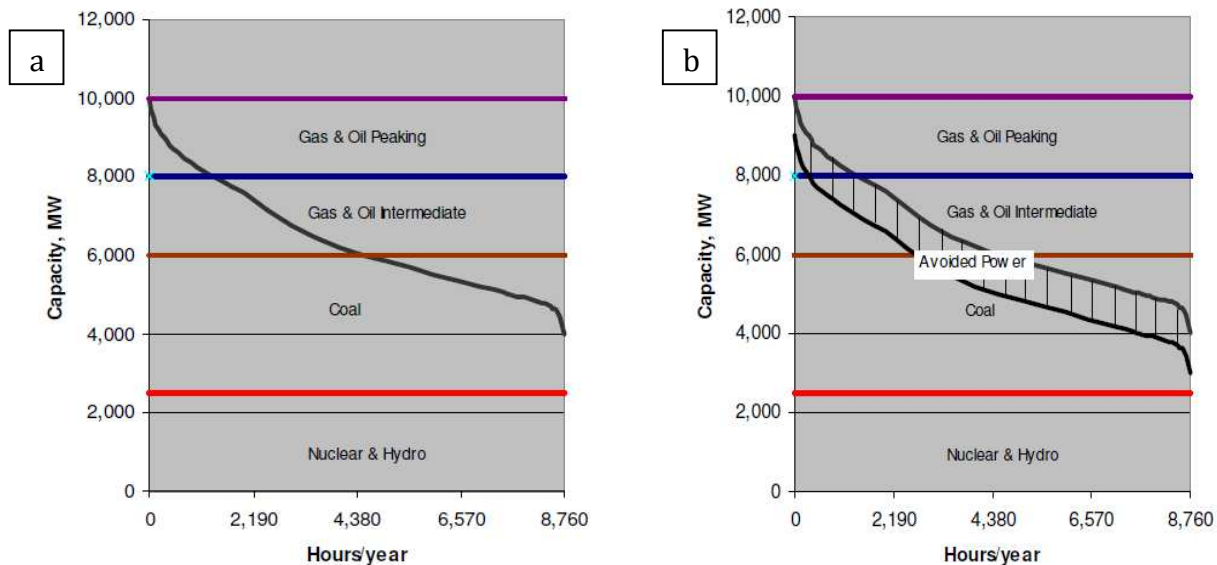 a
12,000
10,000
8,000
6,000
4,000
2,000
0
Capacity, MW
Gas & Oil Peaking
Gas & Oil Intermediate
Coal
Nuclear & Hydro
0 2,190 4,380 6,570 8,760
Hours/year
b
12,000
10,000
8,000
6,000
4,000
2,000
0
Capacity, MW
Gas & Oil Peaking
Gas & Oil Intermediate
Avoided Power
Coal
Nuclear & Hydro
0 2,190 4,380 6,570 8,760
Hours/year